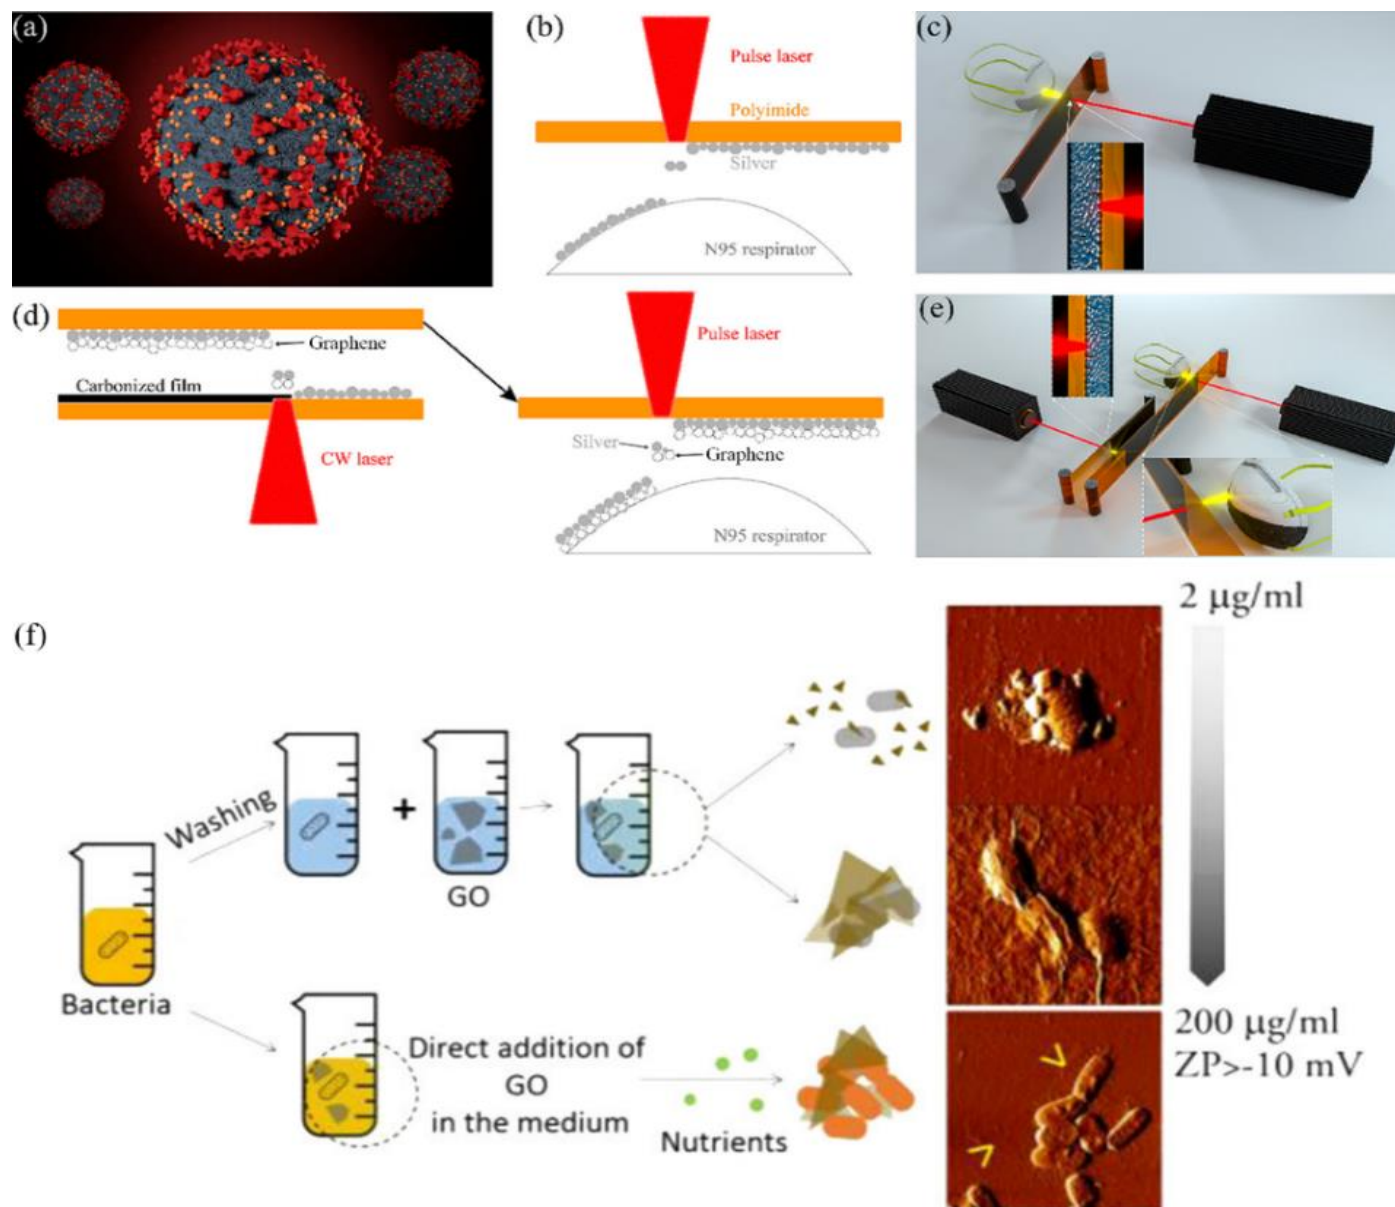 (a)
(b)
Pulse laser
Polyimide
Silver
N95 respirator
(c)
(d)
Graphene
Carbonized film
CW laser
Pulse laser
Silver
Graphene
N95 respirator
(e)
(f)
Washing
+
GO
Bacteria
Direct addition of
GO
in the medium
Nutrients
2 µg/ml
200 µg/ml
ZP>-10 mV